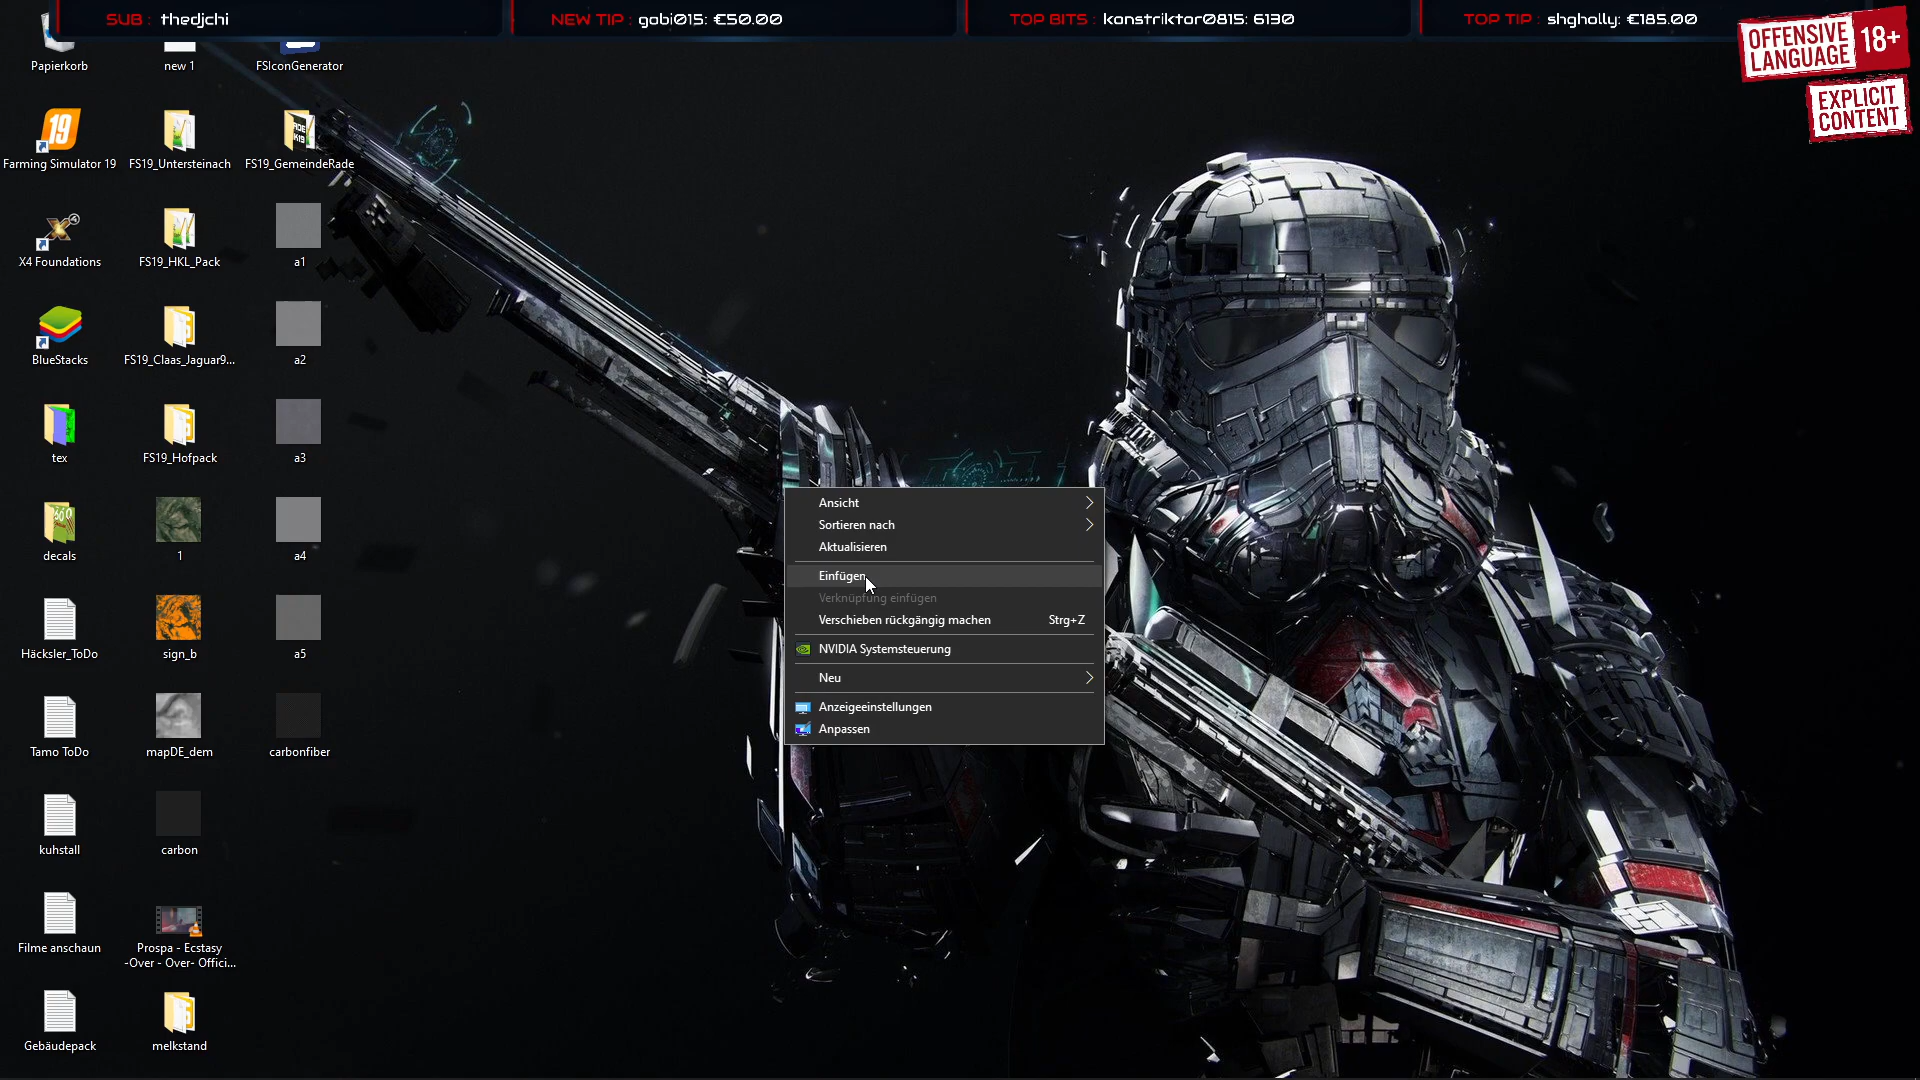 SUB : thedjchi
NEW TIP : gabi015: €50.00
TOP BITS : konstriktor0815: 6130
TOP TIP : shgholly: €185.00
OFFENSIVE
LANGUAGE
18+
EXPLICIT
CONTENT
Papierkorb
new 1
FSIconGenerator
19
Farming Simulator 19
FS19_Untersteinach
FS19_GemeindeRade
X4 Foundations
FS19_HKL_Pack
a1
BlueStacks
FS19_Claas_Jaguar9...
a2
tex
FS19_Hofpack
a3
decals
1
a4
Häcksler_ToDo
sign_b
a5
Tamo ToDo
mapDE_dem
carbonfiber
kuhstall
carbon
Filme anschaun
Prospa - Ecstasy
-Over - Over- Offici...
Gebäudepack
melkstand
Ansicht
Sortieren nach
Aktualisieren
Einfügen
Verknüpfung einfügen
Verschieben rückgängig machen Strg+Z
NVIDIA Systemsteuerung
Neu
Anzeigeeinstellungen
Anpassen